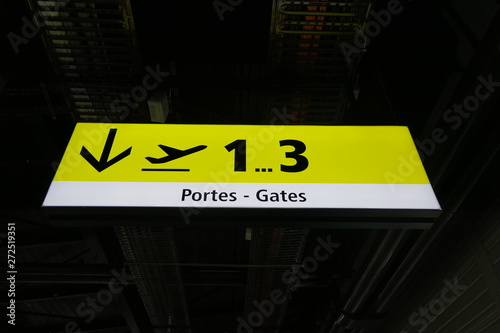 1...3
Portes - Gates
272519351
Adobe Stock